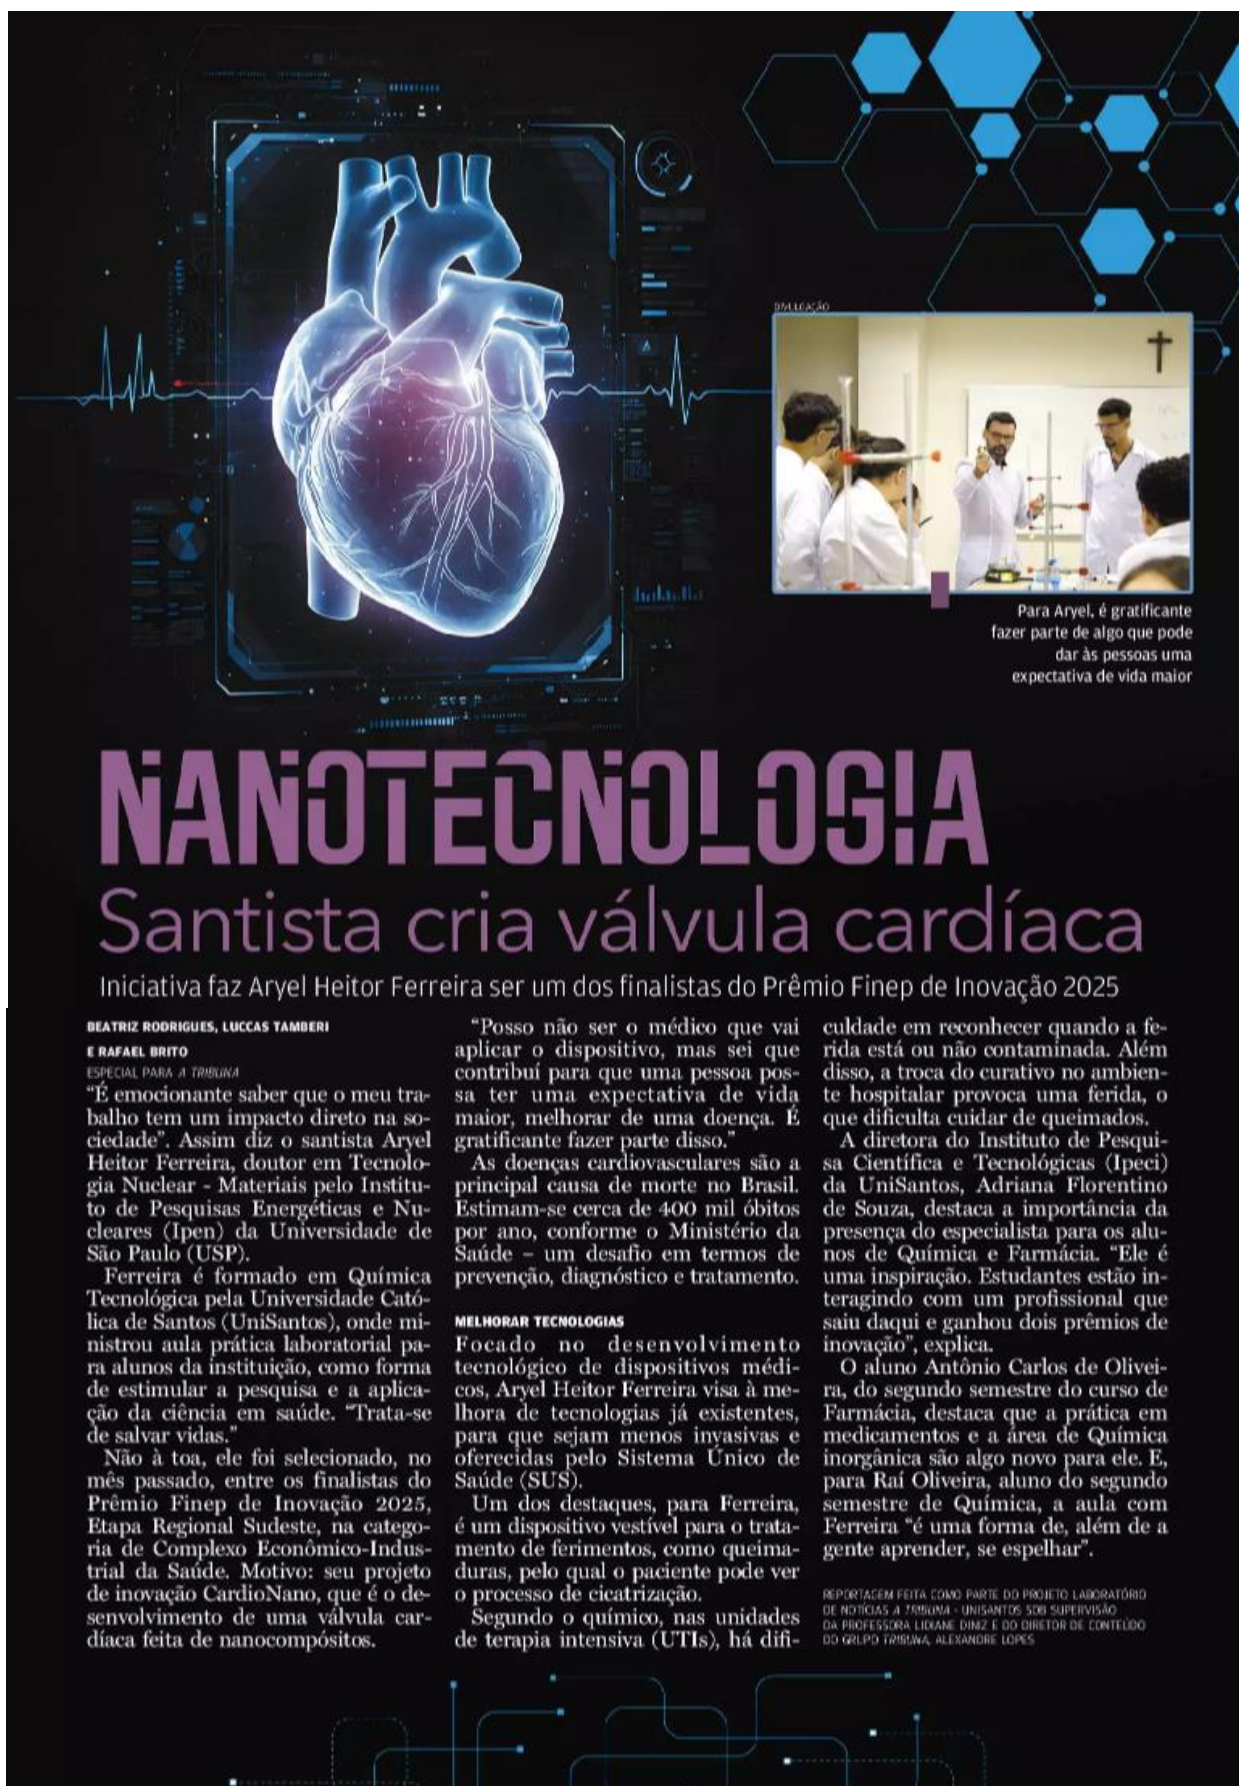 DIVULGAÇÃO
Para Aryel, é gratificante
fazer parte de algo que pode
dar às pessoas uma
expectativa de vida maior
NANOTECNOLOGIA
Santista cria válvula cardíaca
Iniciativa faz Aryel Heitor Ferreira ser um dos finalistas do Prêmio Finep de Inovação 2025
BEATRIZ RODRIGUES, LUCCAS TAMBERI
E RAFAEL BRITO
ESPECIAL PARA A TRIBUNA
“É emocionante saber que o meu tra-
balho tem um impacto direto na so-
ciedade”. Assim diz o santista Aryel
Heitor Ferreira, doutor em Tecnolo-
gia Nuclear - Materiais pelo Institu-
to de Pesquisas Energéticas e Nu-
cleares (Ipen) da Universidade de
São Paulo (USP).
Ferreira é formado em Química
Tecnológica pela Universidade Cató-
lica de Santos (UniSantos), onde mi-
nistrou aula prática laboratorial pa-
ra alunos da instituição, como forma
de estimular a pesquisa e a aplica-
ção da ciência em saúde. “Trata-se
de salvar vidas.”
Não à toa, ele foi selecionado, no
mês passado, entre os finalistas do
Prêmio Finep de Inovação 2025,
Etapa Regional Sudeste, na catego-
ria de Complexo Econômico-Indus-
trial da Saúde. Motivo: seu projeto
de inovação CardioNano, que é o de-
senvolvimento de uma válvula car-
díaca feita de nanocompósitos.
“Posso não ser o médico que vai
aplicar o dispositivo, mas sei que
contribuí para que uma pessoa pos-
sa ter uma expectativa de vida
maior, melhorar de uma doença. É
gratificante fazer parte disso.”
As doenças cardiovasculares são a
principal causa de morte no Brasil.
Estimam-se cerca de 400 mil óbitos
por ano, conforme o Ministério da
Saúde – um desafio em termos de
prevenção, diagnóstico e tratamento.
MELHORAR TECNOLOGIAS
Focado no desenvolvimento
tecnológico de dispositivos médi-
cos, Aryel Heitor Ferreira visa à me-
lhora de tecnologias já existentes,
para que sejam menos invasivas e
oferecidas pelo Sistema Único de
Saúde (SUS).
Um dos destaques, para Ferreira,
é um dispositivo vestível para o trata-
mento de ferimentos, como queima-
duras, pelo qual o paciente pode ver
o processo de cicatrização.
Segundo o químico, nas unidades
de terapia intensiva (UTIs), há difi-
culdade em reconhecer quando a fe-
rida está ou não contaminada. Além
disso, a troca do curativo no ambien-
te hospitalar provoca uma ferida, o
que dificulta cuidar de queimados.
A diretora do Instituto de Pesqui-
sa Científica e Tecnológicas (Ipeci)
da UniSantos, Adriana Florentino
de Souza, destaca a importância da
presença do especialista para os alu-
nos de Química e Farmácia. “Ele é
uma inspiração. Estudantes estão in-
teragindo com um profissional que
saiu daqui e ganhou dois prêmios de
inovação”, explica.
O aluno Antônio Carlos de Olivei-
ra, do segundo semestre do curso de
Farmácia, destaca que a prática em
medicamentos e a área de Química
inorgânica são algo novo para ele. E,
para Raí Oliveira, aluno do segundo
semestre de Química, a aula com
Ferreira “é uma forma de, além de a
gente aprender, se espelhar”.
REPORTAGEM FEITA COMO PARTE DO PROJETO LABORATÓRIO
DE NOTÍCIAS A TRIBUNA - UNISANTOS SOB SUPERVISÃO
DA PROFESSORA LIDIANE DINIZ E DO DIRETOR DE CONTEÚDO
DO GRUPO TRIBUNA, ALEXANDRE LOPES